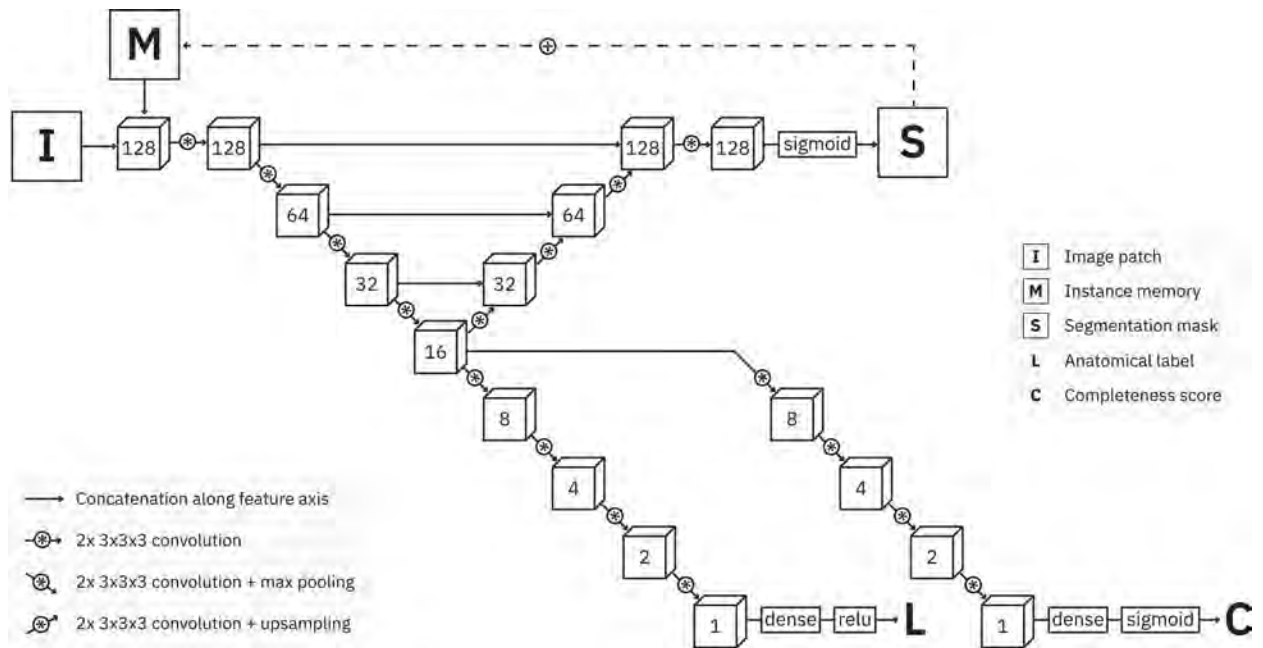 M
I
128
128
128
128
sigmoid
S
64
64
32
32
16
8
8
4
4
2
2
1
dense
relu
L
1
dense
sigmoid
C
I Image patch
M Instance memory
S Segmentation mask
L Anatomical label
C Completeness score
Concatenation along feature axis
2x 3x3x3 convolution
2x 3x3x3 convolution + max pooling
2x 3x3x3 convolution + upsampling